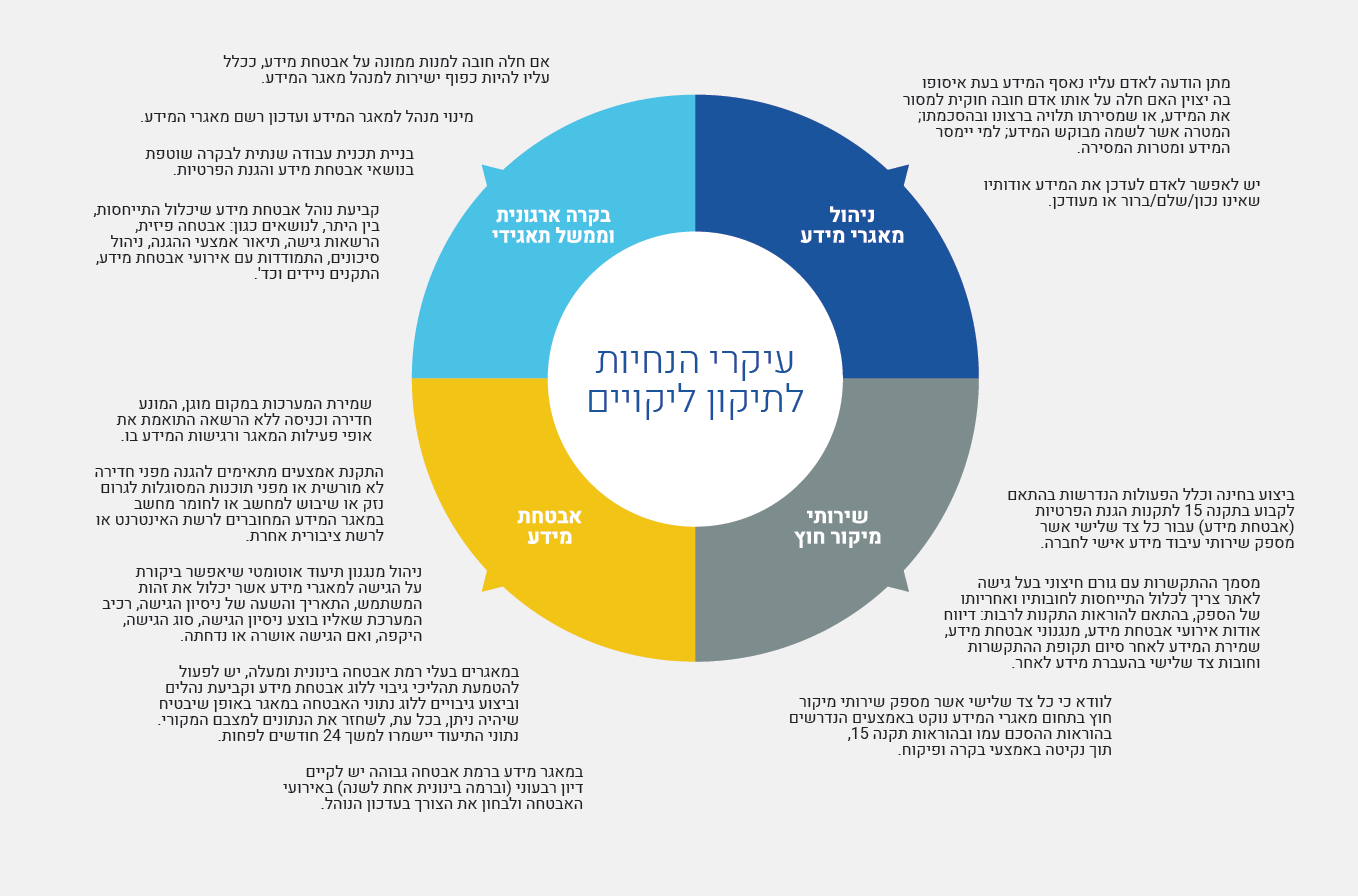 עיקרי הנחיות
לתיקון ליקויים
ניהול
מאגרי מידע
מתן הודעה לאדם עליו נאסף המידע בעת איסופו
בה יצוין האם חלה על אותו אדם חובה חוקית למסור
את המידע, או שמסירתו תלויה ברצונו ובהסכמתו;
המטרה אשר לשמה מבוקש המידע; למי יימסר
המידע ומטרות המסירה.
יש לאפשר לאדם לעדכן את המידע אודותיו
שאינו נכון/שלם/ברור או מעודכן.
שירותי
מיקור חוץ
ביצוע בחינה וכלל הפעולות הנדרשות בהתאם
לקבוע בתקנה 15 לתקנות הגנת הפרטיות
(אבטחת מידע) עבור כל צד שלישי אשר
מספק שירותי עיבוד מידע אישי לחברה.
מסמך ההתקשרות עם גורם חיצוני בעל גישה
לאתר צריך לכלול התייחסות לחובותיו ואחריותו
של הספק, בהתאם להוראות התקנות לרבות: דיווח
אודות אירועי אבטחת מידע, מנגנוני אבטחת מידע,
שמירת המידע לאחר סיום תקופת ההתקשרות
וחובות צד שלישי בהעברת מידע לאחר.
לוודא כי כל צד שלישי אשר מספק שירותי מיקור
חוץ בתחום מאגרי המידע נוקט באמצעים הנדרשים
בהוראות ההסכם עמו ובהוראות תקנה 15,
תוך נקיטה באמצעי בקרה ופיקוח.
בקרה ארגונית
וממשל תאגידי
אם חלה חובה למנות ממונה על אבטחת מידע, ככלל
עליו להיות כפוף ישירות למנהל מאגר המידע.
מינוי מנהל למאגר המידע ועדכון רשם מאגרי המידע.
בניית תכנית עבודה שנתית לבקרה שוטפת
בנושאי אבטחת מידע והגנת הפרטיות.
קביעת נוהל אבטחת מידע שיכלול התייחסות,
בין היתר, לנושאים כגון: אבטחה פיזית,
הרשאות גישה, תיאור אמצעי ההגנה, ניהול
סיכונים, התמודדות עם אירועי אבטחת מידע,
התקנים ניידים וכד'.
אבטחת
מידע
שמירת המערכות במקום מוגן, המונע
חדירה וכניסה ללא הרשאה התואמת את
אופי פעילות המאגר ורגישות המידע בו.
התקנת אמצעים מתאימים להגנה מפני חדירה
לא מורשית או מפני תוכנות המסוגלות לגרום
נזק או שיבוש למחשב או לחומר מחשב
במאגר המידע המחוברים לרשת האינטרנט או
לרשת ציבורית אחרת.
ניהול מנגנון תיעוד אוטומטי שיאפשר ביקורת
על הגישה למאגרי מידע אשר יכלול את זהות
המשתמש, התאריך והשעה של ניסיון הגישה, רכיב
המערכת שאליו בוצע ניסיון הגישה, סוג הגישה,
היקפה, ואם הגישה אושרה או נדחתה.
במאגרים בעלי רמת אבטחה בינונית ומעלה, יש לפעול
להטמעת תהליכי גיבוי ללוג אבטחת מידע וקביעת נהלים
וביצוע גיבויים ללוג נתוני האבטחה במאגר באופן שיבטיח
שיהיה ניתן, בכל עת, לשחזר את הנתונים למצבם המקורי.
נתוני התיעוד יישמרו למשך 24 חודשים לפחות.
במאגר מידע ברמת אבטחה גבוהה יש לקיים
דיון רבעוני (וברמה בינונית אחת לשנה) באירועי
האבטחה ולבחון את הצורך בעדכון הנוהל.